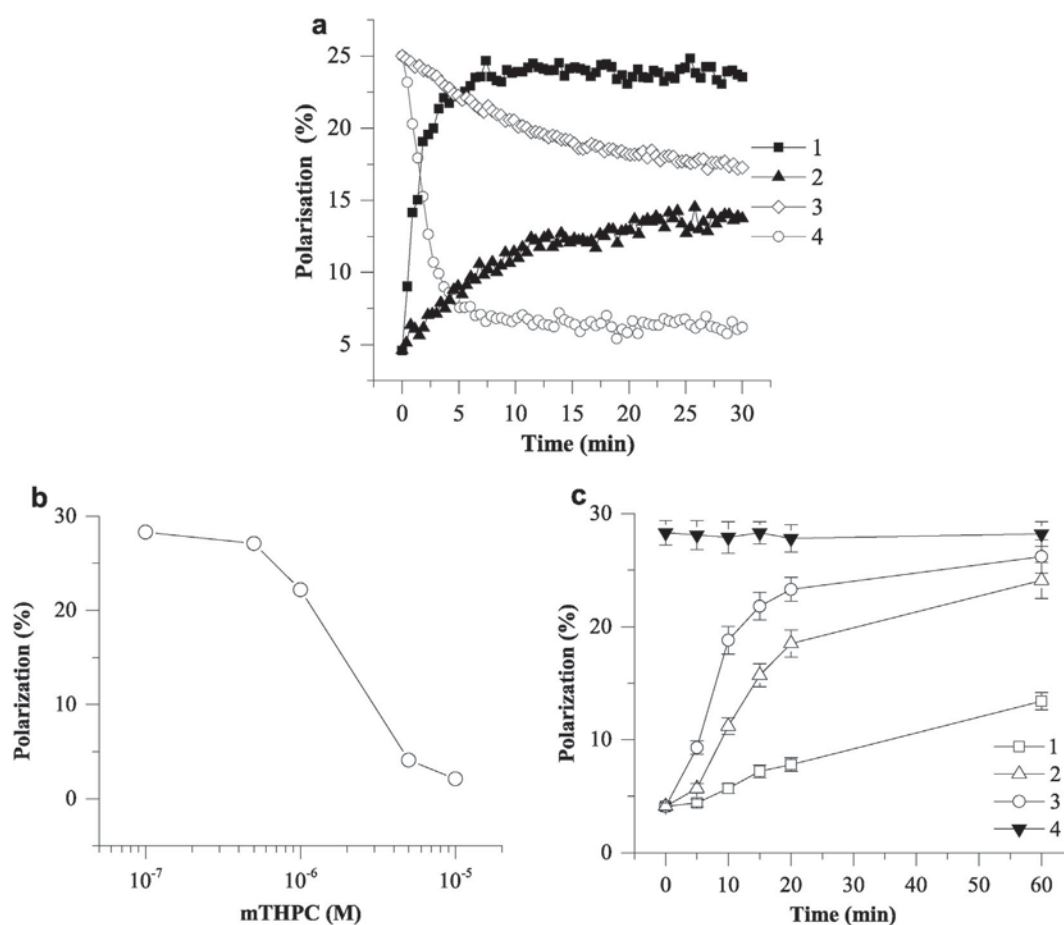 a
25
20
15
10
5
Polarisation (%)
0 5 10 15 20 25 30
Time (min)
1
2
3
4
b
30
20
10
0
Polarization (%)
10⁻⁷ 10⁻⁶ 10⁻⁵
mTHPC (M)
c
30
20
10
0
Polarization (%)
0 10 20 30 40 50 60
Time (min)
1
2
3
4